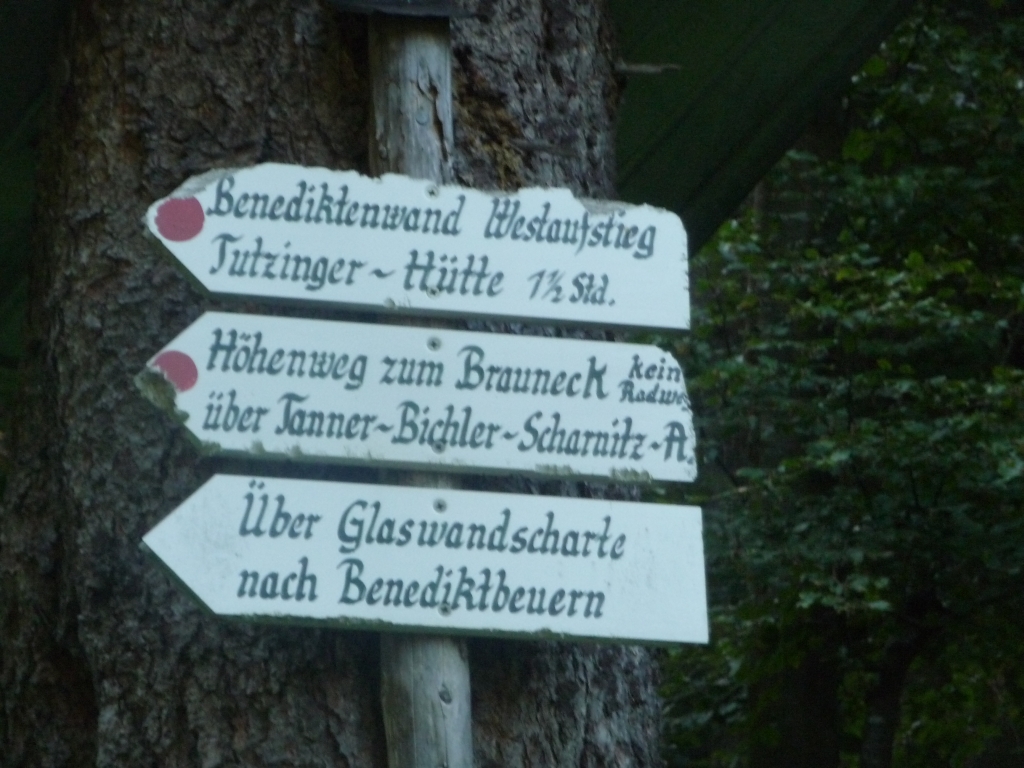 Benediktenwand Westaufstieg
Tutzinger-Hütte 1½ Std.
Höhenweg zum Brauneck kein
Radweg
über Tanner-Bichler-Scharnitz-A.
Über Glaswandscharte
nach Benediktbeuern